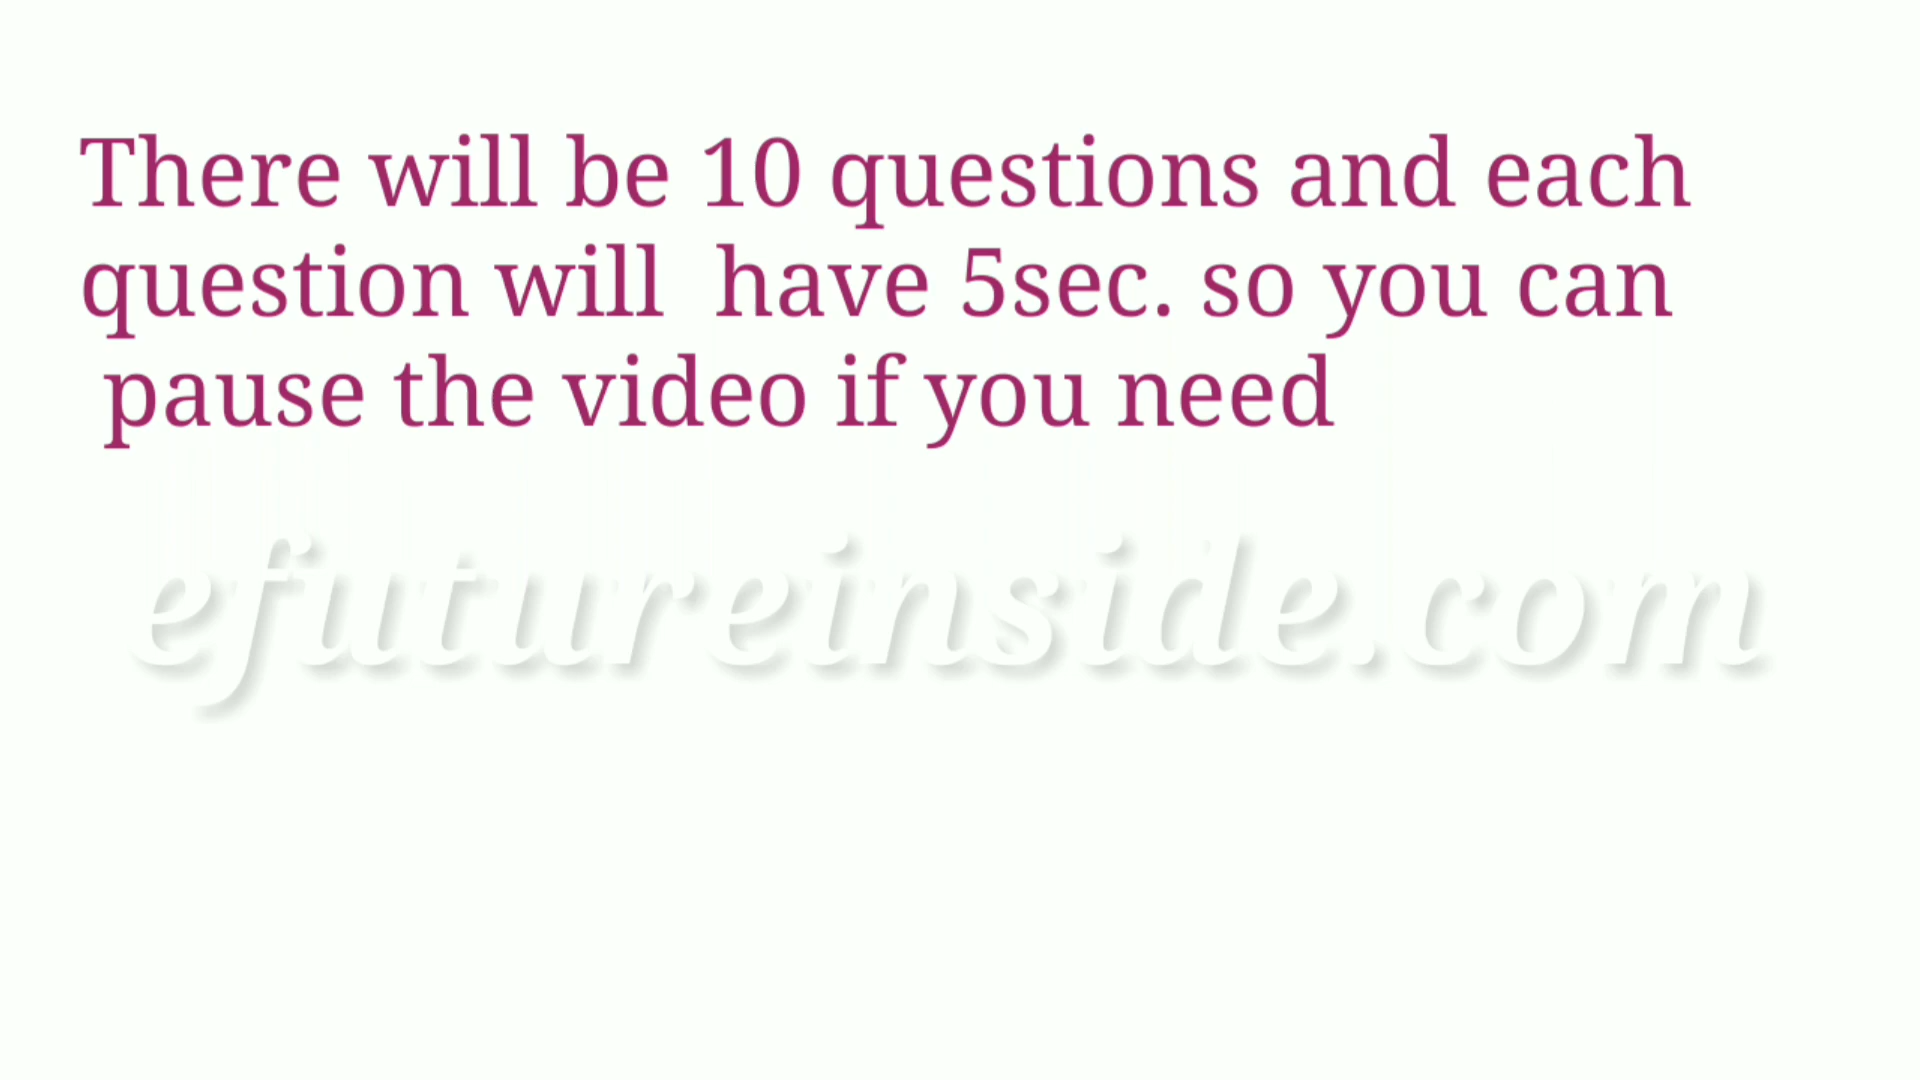 There will be 10 questions and each
question will  have 5sec. so you can
pause the video if you need
efutureinside.com